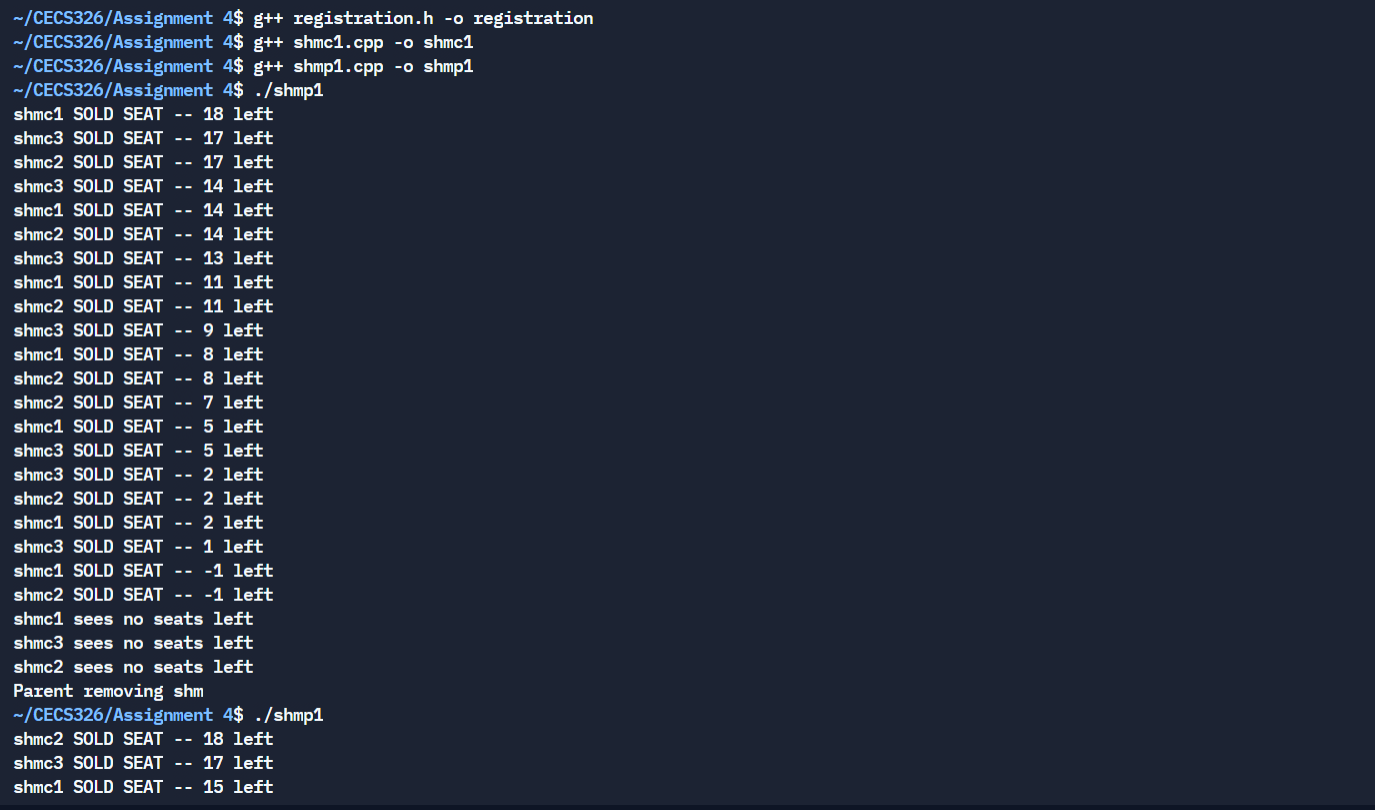 ~/CECS326/Assignment 4$ g++ registration.h -o registration
~/CECS326/Assignment 4$ g++ shmc1.cpp -o shmc1
~/CECS326/Assignment 4$ g++ shmp1.cpp -o shmp1
~/CECS326/Assignment 4$ ./shmp1
shmc1 SOLD SEAT -- 18 left
shmc3 SOLD SEAT -- 17 left
shmc2 SOLD SEAT -- 17 left
shmc3 SOLD SEAT -- 14 left
shmc1 SOLD SEAT -- 14 left
shmc2 SOLD SEAT -- 14 left
shmc3 SOLD SEAT -- 13 left
shmc1 SOLD SEAT -- 11 left
shmc2 SOLD SEAT -- 11 left
shmc3 SOLD SEAT -- 9 left
shmc1 SOLD SEAT -- 8 left
shmc2 SOLD SEAT -- 8 left
shmc2 SOLD SEAT -- 7 left
shmc1 SOLD SEAT -- 5 left
shmc3 SOLD SEAT -- 5 left
shmc3 SOLD SEAT -- 2 left
shmc2 SOLD SEAT -- 2 left
shmc1 SOLD SEAT -- 2 left
shmc3 SOLD SEAT -- 1 left
shmc1 SOLD SEAT -- -1 left
shmc2 SOLD SEAT -- -1 left
shmc1 sees no seats left
shmc3 sees no seats left
shmc2 sees no seats left
Parent removing shm
~/CECS326/Assignment 4$ ./shmp1
shmc2 SOLD SEAT -- 18 left
shmc3 SOLD SEAT -- 17 left
shmc1 SOLD SEAT -- 15 left